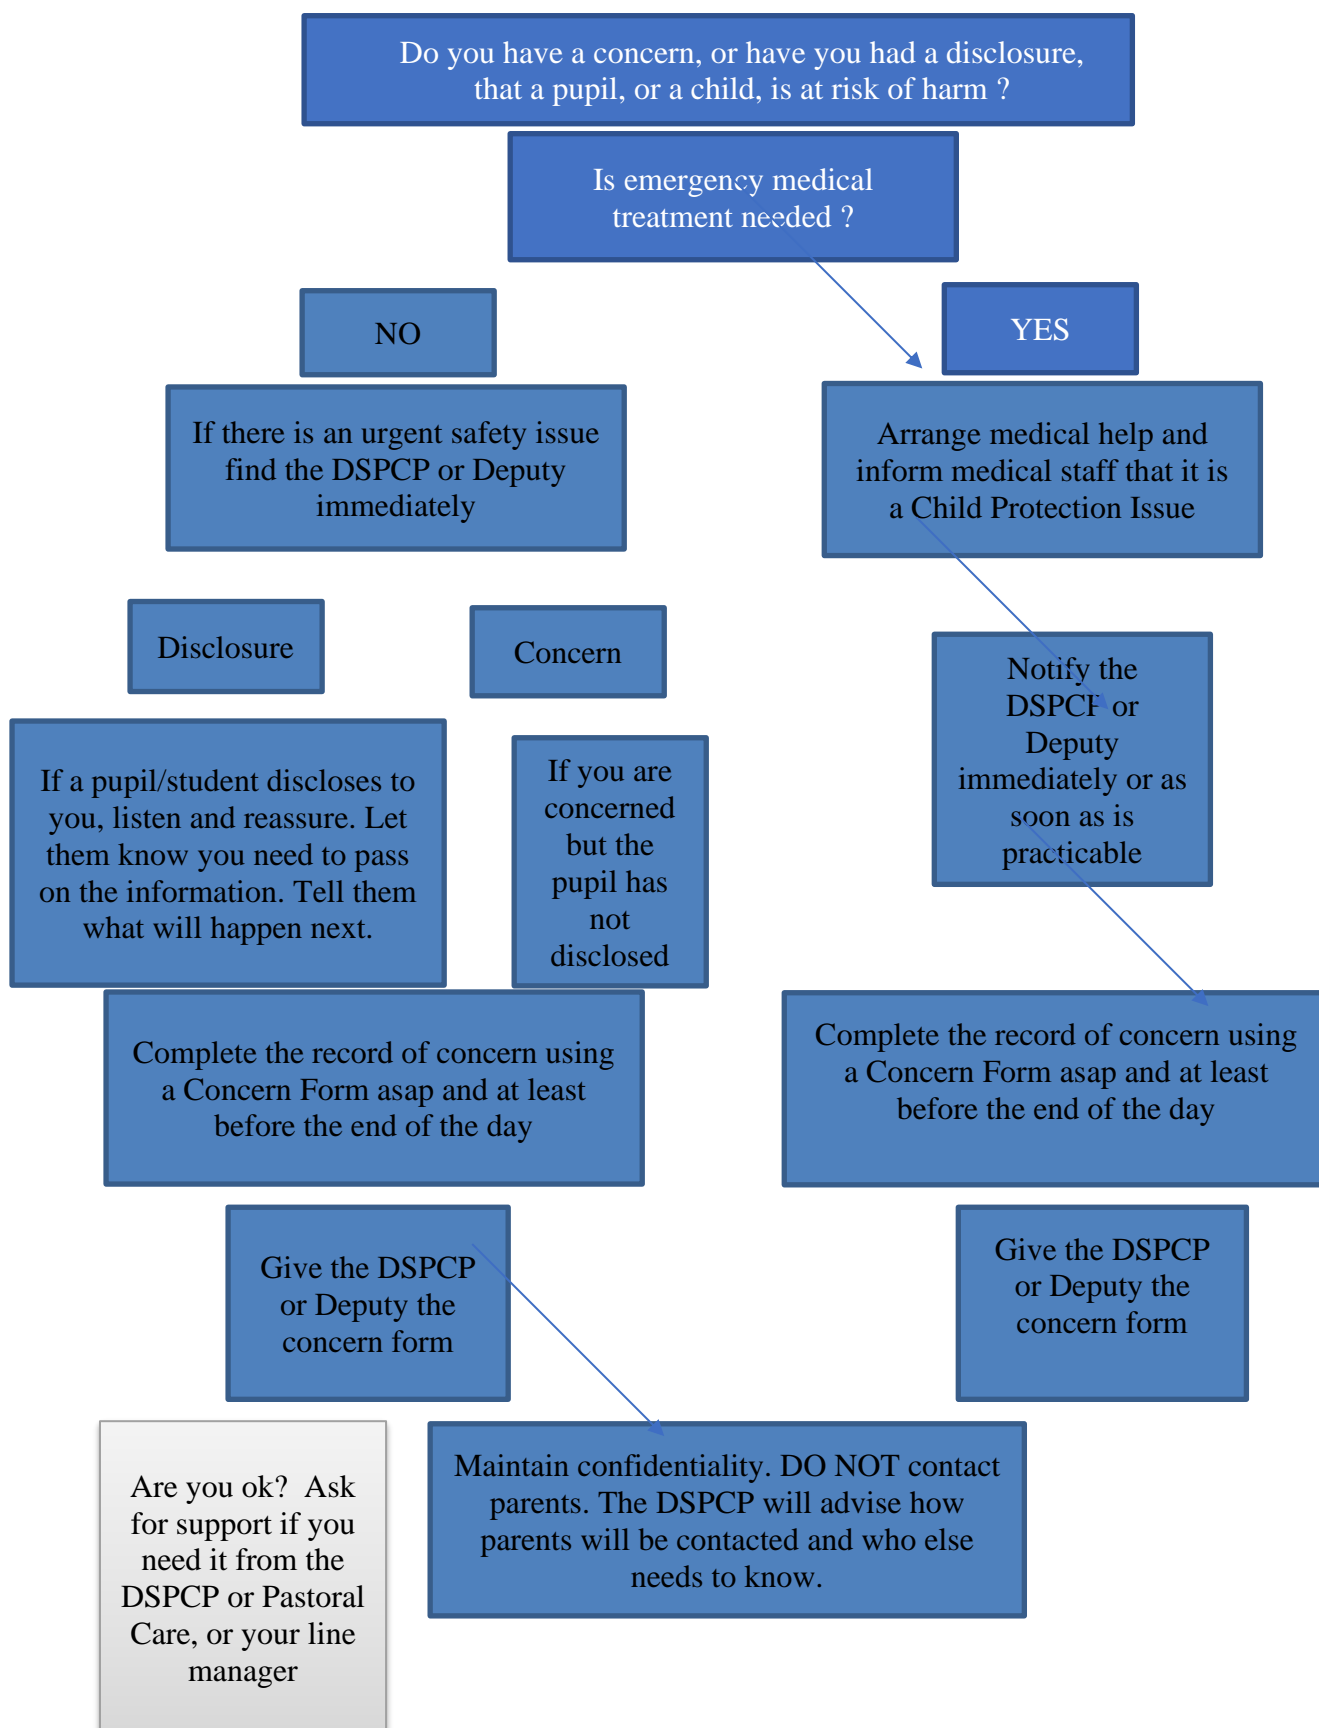 Do you have a concern, or have you had a disclosure,
that a pupil, or a child, is at risk of harm ?
Is emergency medical
treatment needed ?
NO
YES
If there is an urgent safety issue
find the DSPCP or Deputy
immediately
Arrange medical help and
inform medical staff that it is
a Child Protection Issue
Disclosure
Concern
Notify the
DSPCP or
Deputy
immediately or as
soon as is
practicable
If a pupil/student discloses to
you, listen and reassure. Let
them know you need to pass
on the information. Tell them
what will happen next.
If you are
concerned
but the
pupil has
not
disclosed
Complete the record of concern using
a Concern Form asap and at least
before the end of the day
Complete the record of concern using
a Concern Form asap and at least
before the end of the day
Give the DSPCP
or Deputy the
concern form
Give the DSPCP
or Deputy the
concern form
Are you ok?  Ask
for support if you
need it from the
DSPCP or Pastoral
Care, or your line
manager
Maintain confidentiality. DO NOT contact
parents. The DSPCP will advise how
parents will be contacted and who else
needs to know.